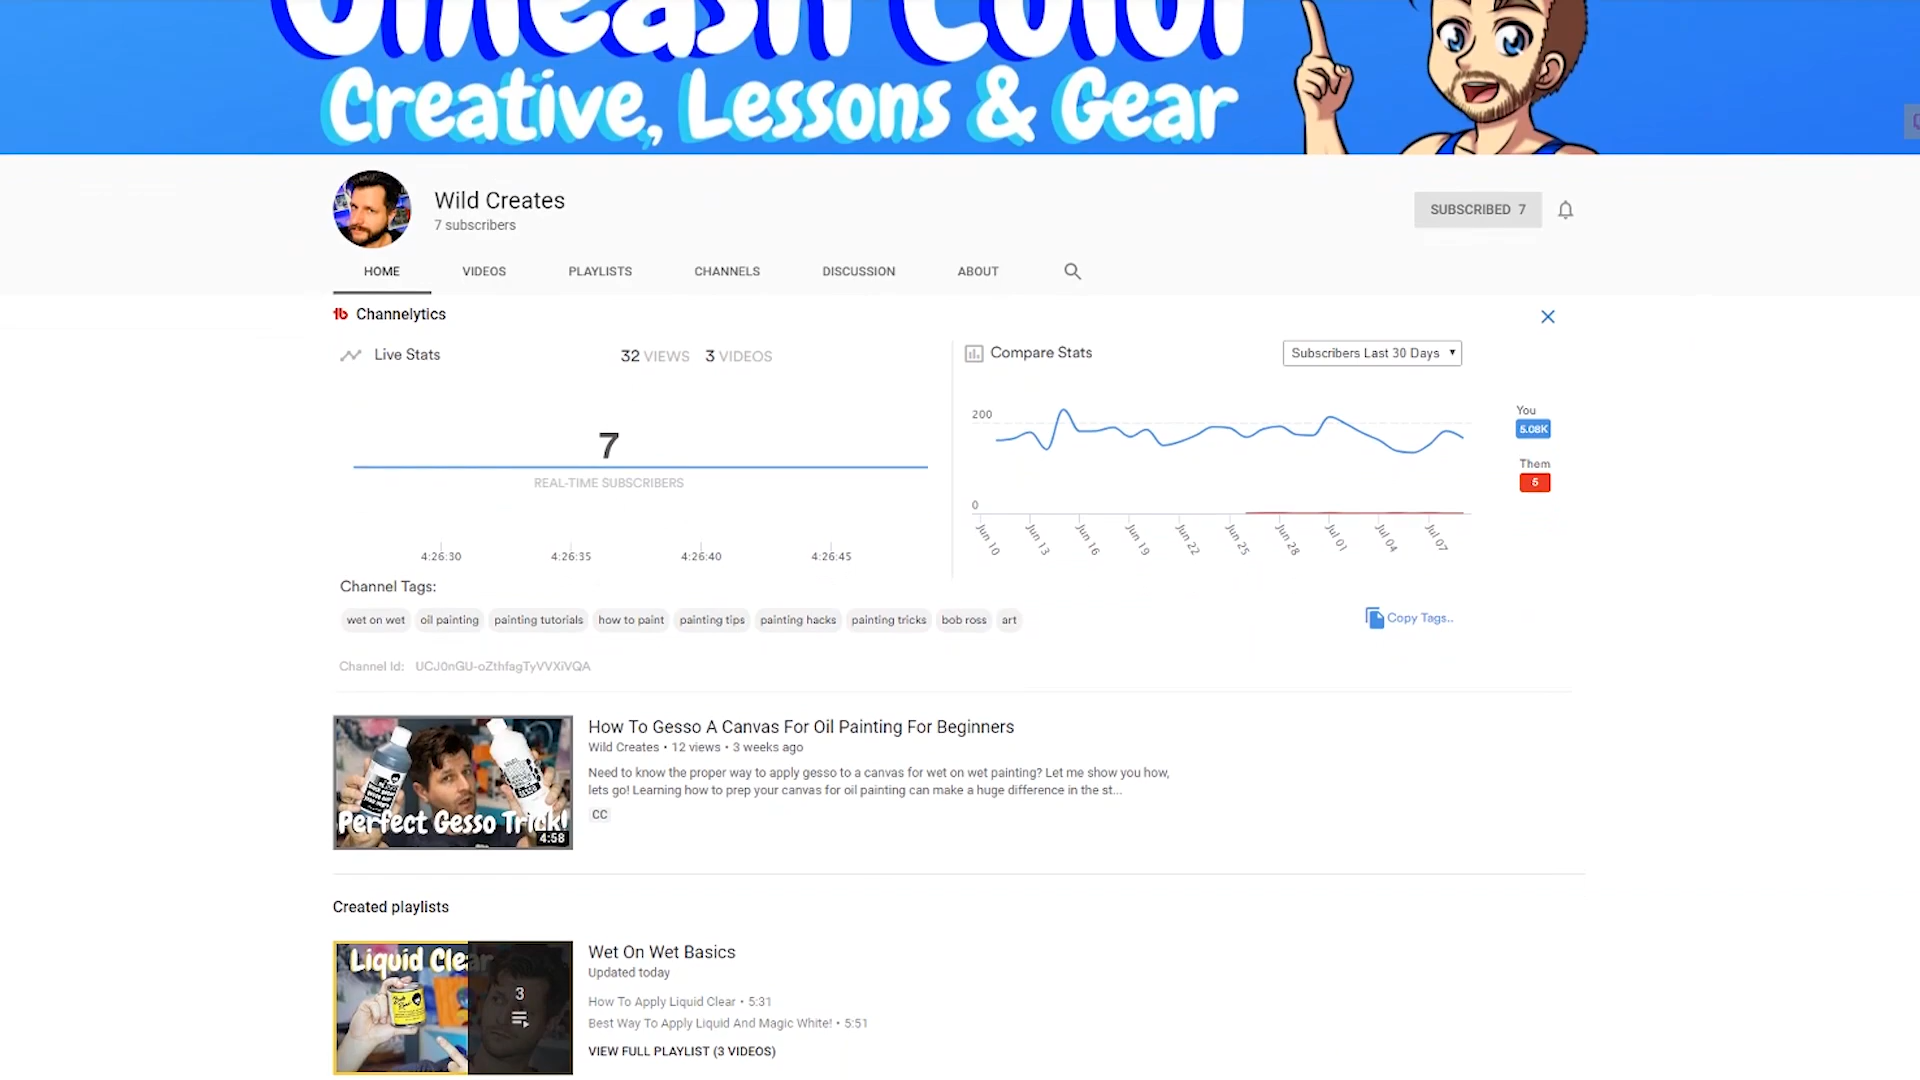 Unleash Color
Creative, Lessons & Gear
Wild Creates
7 subscribers
SUBSCRIBED 7
HOME VIDEOS PLAYLISTS CHANNELS DISCUSSION ABOUT
tb Channelytics
Live Stats 32 VIEWS 3 VIDEOS
7
REAL-TIME SUBSCRIBERS
4:26:30 4:26:35 4:26:40 4:26:45
Compare Stats Subscribers Last 30 Days
200
0
Jun 10 Jun 13 Jun 16 Jun 19 Jun 22 Jun 25 Jun 28 Jul 01 Jul 04 Jul 07
You
5.08K
Them
5
Channel Tags:
wet on wet oil painting painting tutorials how to paint painting tips painting hacks painting tricks bob ross art
Copy Tags..
Channel Id: UCJ0nGU-oZthfagTyVVXiVQA
Perfect Gesso Trick!
4:58
How To Gesso A Canvas For Oil Painting For Beginners
Wild Creates • 12 views • 3 weeks ago
Need to know the proper way to apply gesso to a canvas for wet on wet painting? Let me show you how,
lets go! Learning how to prep your canvas for oil painting can make a huge difference in the st...
CC
Created playlists
Liquid Clear
3
Wet On Wet Basics
Updated today
How To Apply Liquid Clear • 5:31
Best Way To Apply Liquid And Magic White! • 5:51
VIEW FULL PLAYLIST (3 VIDEOS)